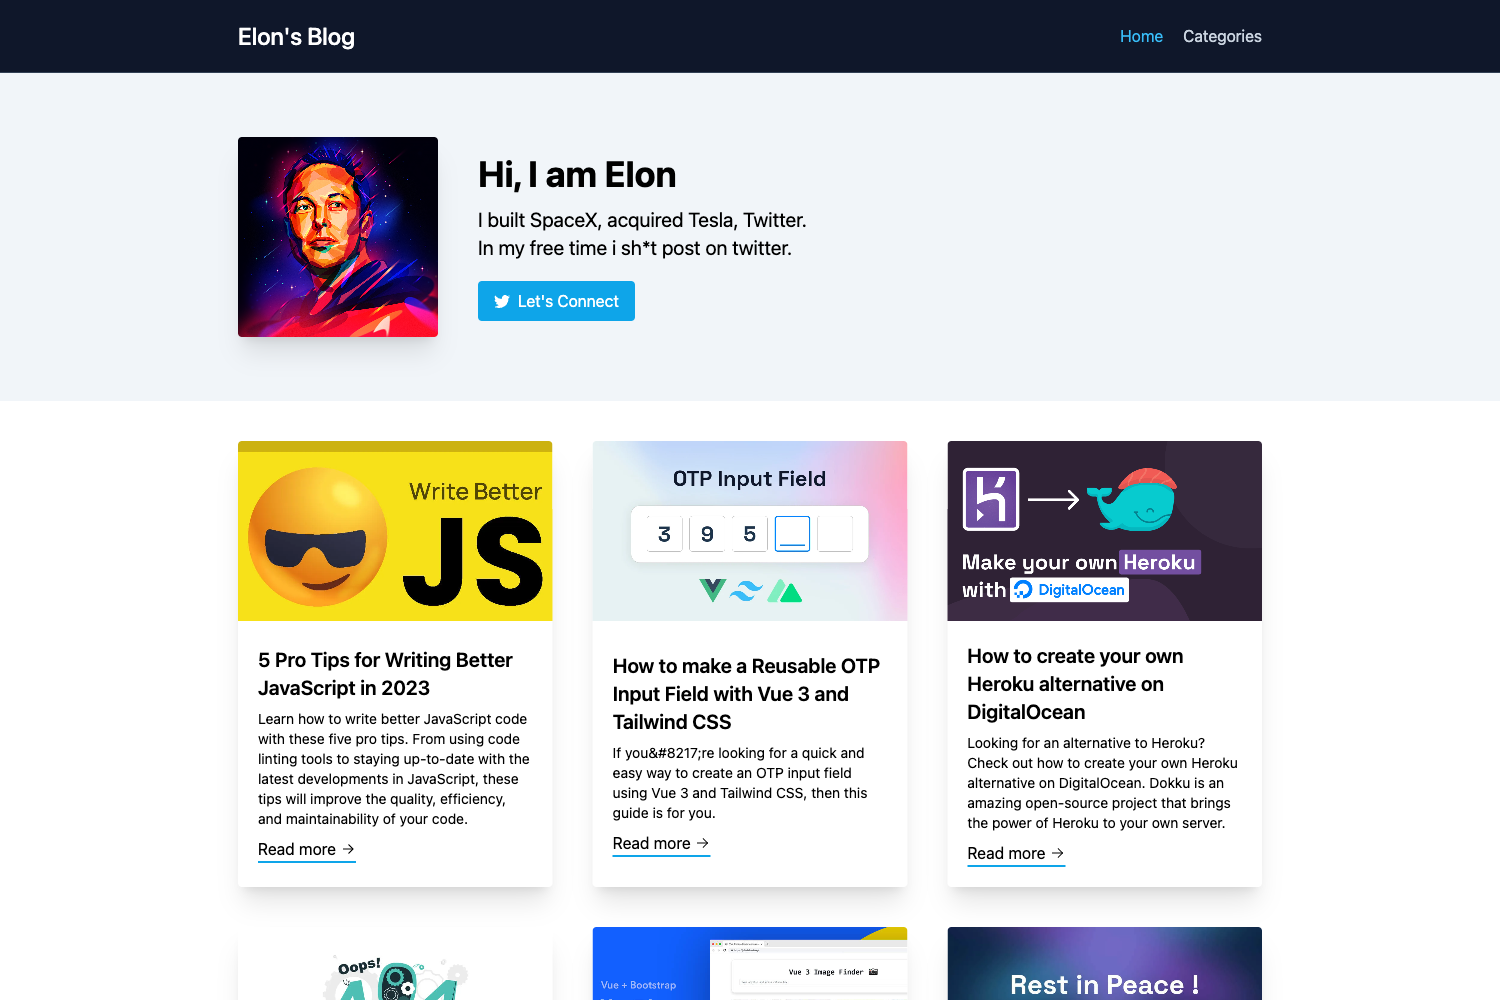 Elon's Blog
Home
Categories
Hi, I am Elon
I built SpaceX, acquired Tesla, Twitter.
In my free time i sh*t post on twitter.
Let's Connect
Write Better
JS
5 Pro Tips for Writing Better
JavaScript in 2023
Learn how to write better JavaScript code
with these five pro tips. From using code
linting tools to staying up-to-date with the
latest developments in JavaScript, these
tips will improve the quality, efficiency,
and maintainability of your code.
Read more →
OTP Input Field
3 9 5 _
How to make a Reusable OTP
Input Field with Vue 3 and
Tailwind CSS
If you&#8217;re looking for a quick and
easy way to create an OTP input field
using Vue 3 and Tailwind CSS, then this
guide is for you.
Read more →
Make your own Heroku
with DigitalOcean
How to create your own
Heroku alternative on
DigitalOcean
Looking for an alternative to Heroku?
Check out how to create your own Heroku
alternative on DigitalOcean. Dokku is an
amazing open-source project that brings
the power of Heroku to your own server.
Read more →
Oops!
Vue + Bootstrap
Vue 3 Image Finder
Rest in Peace !